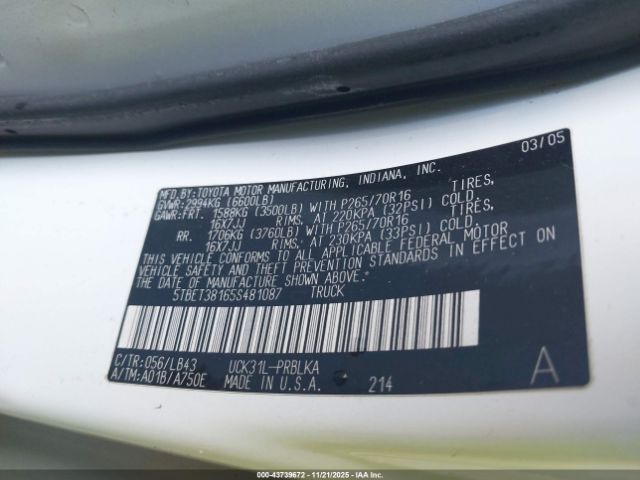 03/05
MFD.BY:TOYOTA MOTOR MANUFACTURING, INDIANA, INC.
GVWR:2994KG (6600LB)
GAWR:FRT. 1588KG (3500LB) WITH P265/70R16 TIRES,
16X7JJ RIMS, AT 220KPA (32PSI) COLD.
RR. 1706KG (3760LB) WITH P265/70R16 TIRES,
16X7JJ RIMS, AT 230KPA (33PSI) COLD.
THIS VEHICLE CONFORMS TO ALL APPLICABLE FEDERAL MOTOR
VEHICLE SAFETY AND THEFT PREVENTION STANDARDS IN EFFECT ON
THE DATE OF MANUFACTURE SHOWN ABOVE.
5TBET38165S481087 TRUCK
C/TR:056/LB43 UCK31L-PRBLKA A
A/TM:A01B/A750E MADE IN U.S.A. 214
000-43739672 - 11/21/2025 - IAAI.COM